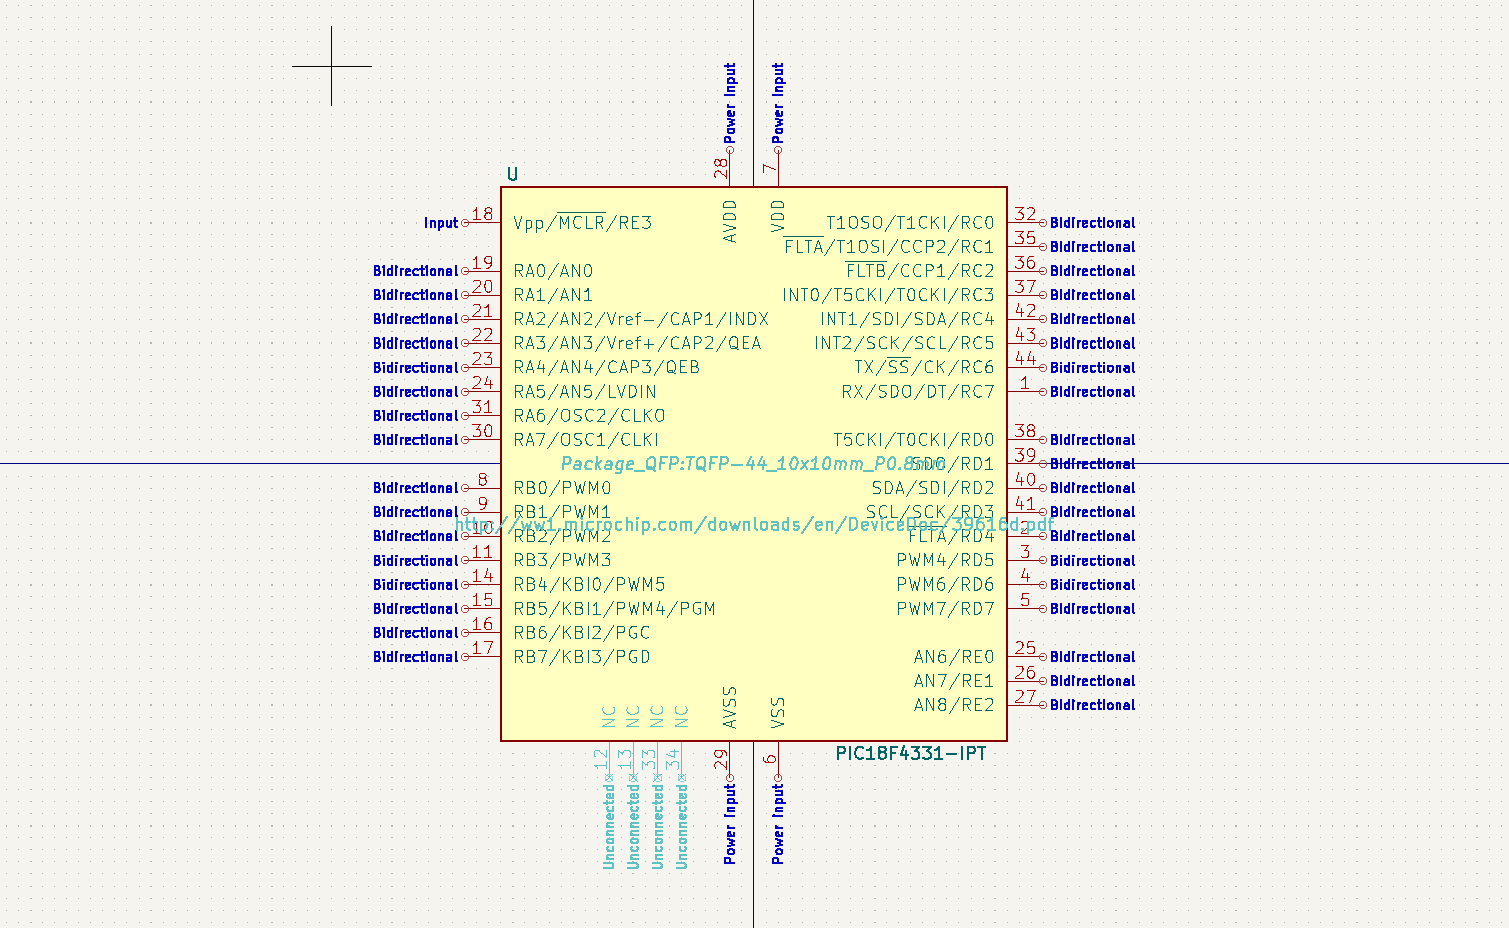 Power Input
Power Input
28
7
U
AVDD
VDD
Input 18 Vpp/MCLR/RE3
Bidirectional 19 RA0/AN0
Bidirectional 20 RA1/AN1
Bidirectional 21 RA2/AN2/Vref-/CAP1/INDX
Bidirectional 22 RA3/AN3/Vref+/CAP2/QEA
Bidirectional 23 RA4/AN4/CAP3/QEB
Bidirectional 24 RA5/AN5/LVDIN
Bidirectional 31 RA6/OSC2/CLKO
Bidirectional 30 RA7/OSC1/CLKI
Bidirectional 8 RB0/PWM0
Bidirectional 9 RB1/PWM1
Bidirectional 10 RB2/PWM2
Bidirectional 11 RB3/PWM3
Bidirectional 14 RB4/KBI0/PWM5
Bidirectional 15 RB5/KBI1/PWM4/PGM
Bidirectional 16 RB6/KBI2/PGC
Bidirectional 17 RB7/KBI3/PGD
T1OSO/T1CKI/RC0 32 Bidirectional
FLTA/T1OSI/CCP2/RC1 35 Bidirectional
FLTB/CCP1/RC2 36 Bidirectional
INT0/T5CKI/T0CKI/RC3 37 Bidirectional
INT1/SDI/SDA/RC4 42 Bidirectional
INT2/SCK/SCL/RC5 43 Bidirectional
TX/SS/CK/RC6 44 Bidirectional
RX/SDO/DT/RC7 1 Bidirectional
T5CKI/T0CKI/RD0 38 Bidirectional
SDO/RD1 39 Bidirectional
SDA/SDI/RD2 40 Bidirectional
SCL/SCK/RD3 41 Bidirectional
FLTA/RD4 2 Bidirectional
PWM4/RD5 3 Bidirectional
PWM6/RD6 4 Bidirectional
PWM7/RD7 5 Bidirectional
AN6/RE0 25 Bidirectional
AN7/RE1 26 Bidirectional
AN8/RE2 27 Bidirectional
Package_QFP:TQFP-44_10x10mm_P0.8mm
http://ww1.microchip.com/downloads/en/DeviceDoc/39616d.pdf
NC
NC
NC
NC
AVSS
VSS
12
13
33
34
29
6
PIC18F4331-IPT
Unconnected
Unconnected
Unconnected
Unconnected
Power Input
Power Input